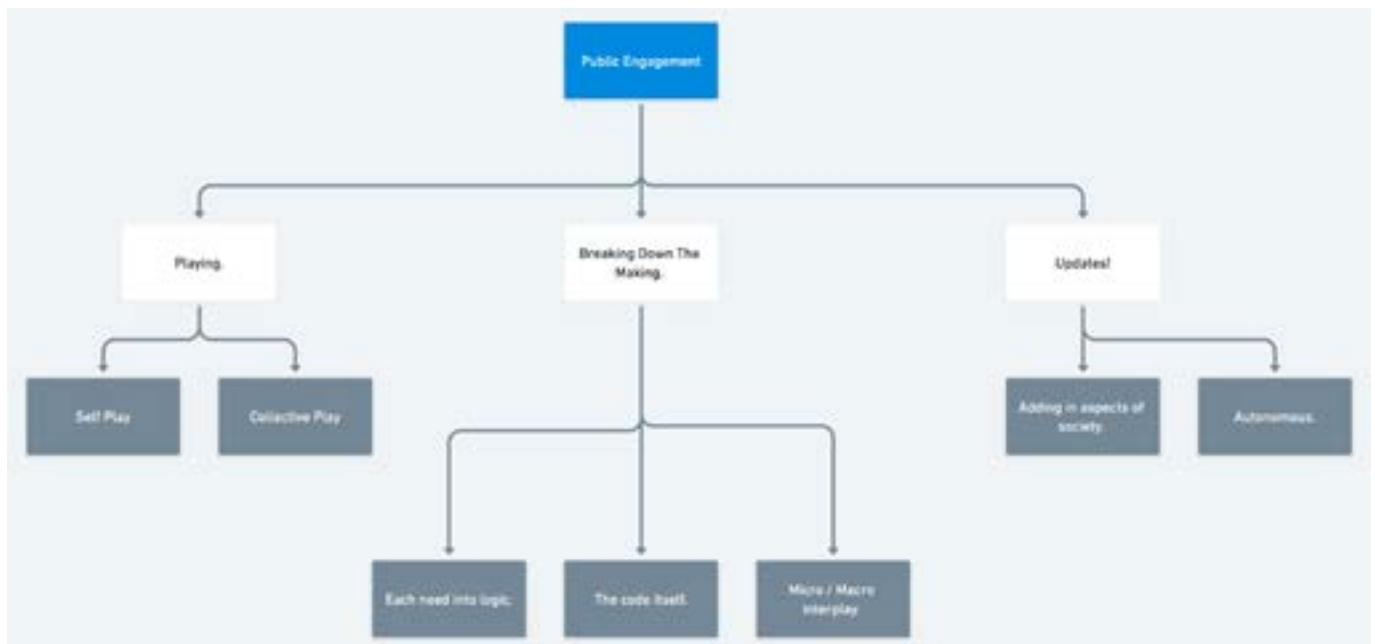 Public Engagement
Playing.
Breaking Down The
Making.
Updates!
Self Play
Collective Play
Adding in aspects of
society.
Autonomous.
Each need into logic.
The code itself.
Micro / Macro
interplay